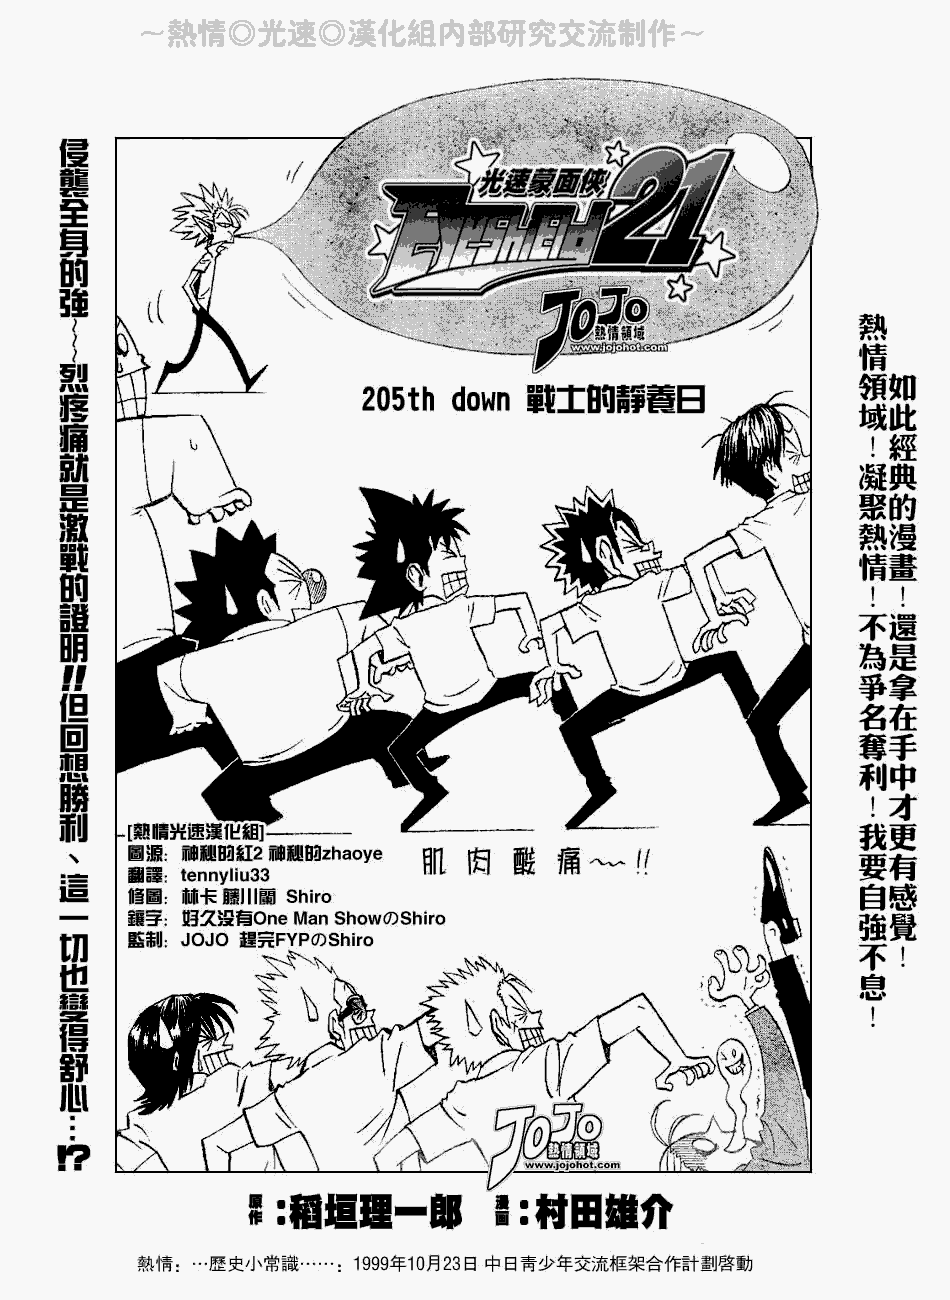 ～熱情◎光速◎漢化組內部研究交流制作～
光速蒙面俠
EYESHIELD 21
JOJO
熱情領域
www.jojohot.com
205th down 戰士的靜養日
如此經典的漫畫！還是拿在手中才更有感覺！
熱情領域！凝聚熱情！不為爭名奪利！我要自強不息！
侵襲全身的強～～烈疼痛就是激戰的證明!!但回想勝利、這一切也變得舒心…!?
[熱情光速漢化組]
圖源：神秘的紅2 神秘的zhaoye
翻譯：tennyliu33
修圖：林卡 藤川蘭 Shiro
鑲字：好久没有One Man ShowのShiro
監制：JOJO 趕完FYPのShiro
肌肉酸痛～!!
JOJO
熱情領域
www.jojohot.com
原作：稻垣理一郎 漫画：村田雄介
熱情：…歷史小常識……：1999年10月23日 中日青少年交流框架合作計劃啓動